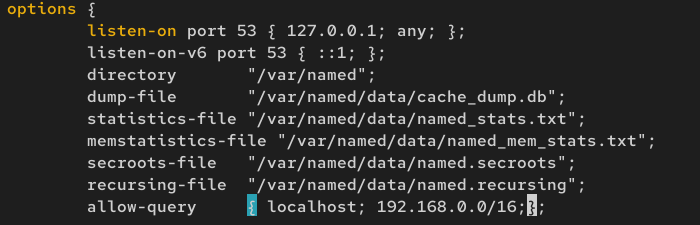 options {
        listen-on port 53 { 127.0.0.1; any; };
        listen-on-v6 port 53 { ::1; };
        directory       "/var/named";
        dump-file       "/var/named/data/cache_dump.db";
        statistics-file "/var/named/data/named_stats.txt";
        memstatistics-file "/var/named/data/named_mem_stats.txt";
        secroots-file   "/var/named/data/named.secroots";
        recursing-file  "/var/named/data/named.recursing";
        allow-query     { localhost; 192.168.0.0/16;};